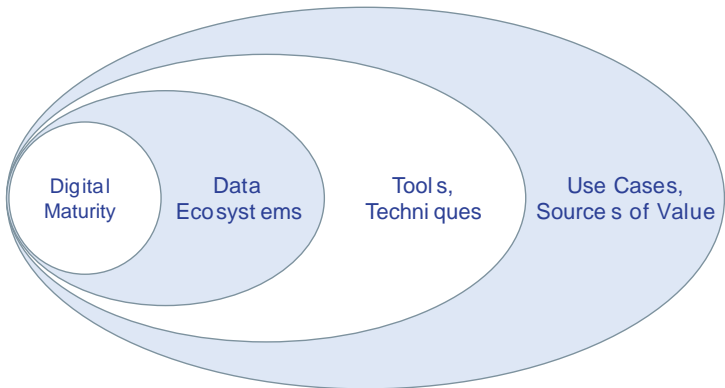 Digital
Maturity
Data
Ecosystems
Tools,
Techniques
Use Cases,
Sources of Value